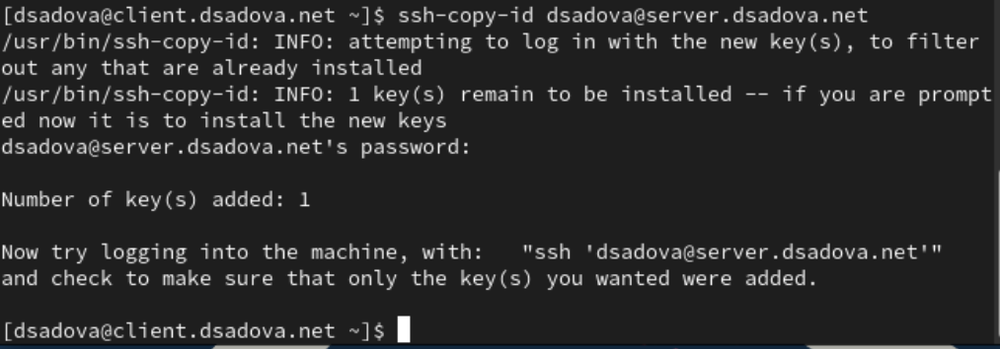 [dsadova@client.dsadova.net ~]$ ssh-copy-id dsadova@server.dsadova.net
/usr/bin/ssh-copy-id: INFO: attempting to log in with the new key(s), to filter
out any that are already installed
/usr/bin/ssh-copy-id: INFO: 1 key(s) remain to be installed -- if you are prompt
ed now it is to install the new keys
dsadova@server.dsadova.net's password:
Number of key(s) added: 1
Now try logging into the machine, with:   "ssh 'dsadova@server.dsadova.net'"
and check to make sure that only the key(s) you wanted were added.
[dsadova@client.dsadova.net ~]$